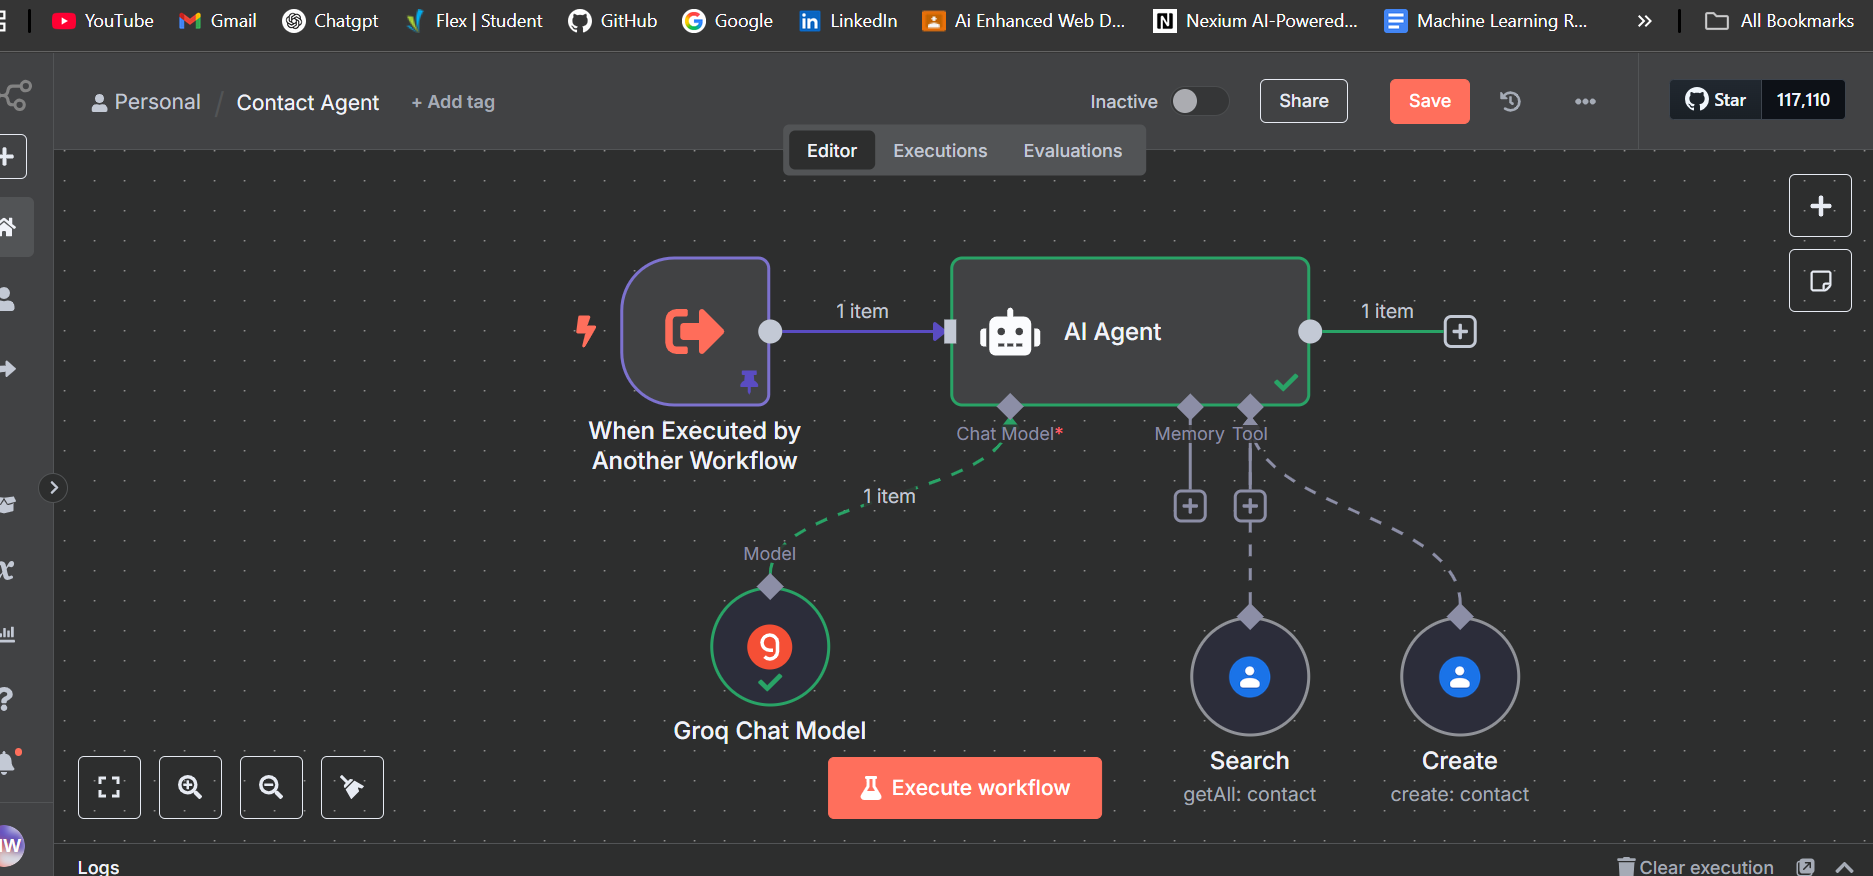 YouTube Gmail Chatgpt Flex | Student GitHub Google LinkedIn Ai Enhanced Web D... Nexium AI-Powered... Machine Learning R... All Bookmarks
Personal / Contact Agent + Add tag Inactive Share Save Star 117,110
Editor Executions Evaluations
1 item 1 item
AI Agent
When Executed by
Another Workflow
Chat Model* Memory Tool
1 item
Model
Groq Chat Model
Search
getAll: contact
Create
create: contact
Execute workflow
Logs Clear execution